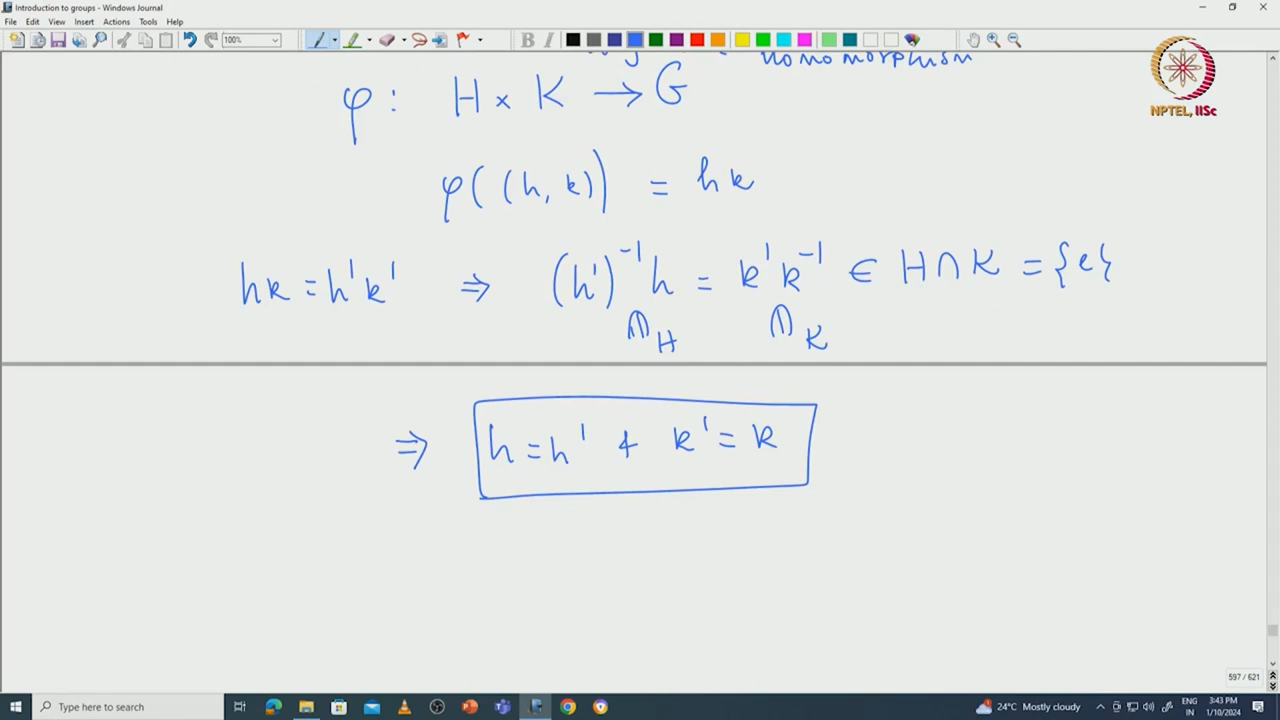 Introduction to groups - Windows Journal
File Edit View Insert Actions Tools Help
100%
homomorphism
φ : H × K → G
NPTEL, IISc
φ((h, k)) = hk
hk = h'k' ⇒ (h')⁻¹h = k'k⁻¹ ∈ H∩K = {e}
⋒ H ⋒ K
⇒ h = h' + k' = k
597 / 621
Type here to search
24°C Mostly cloudy
ENG
IN
3:43 PM
1/10/2024